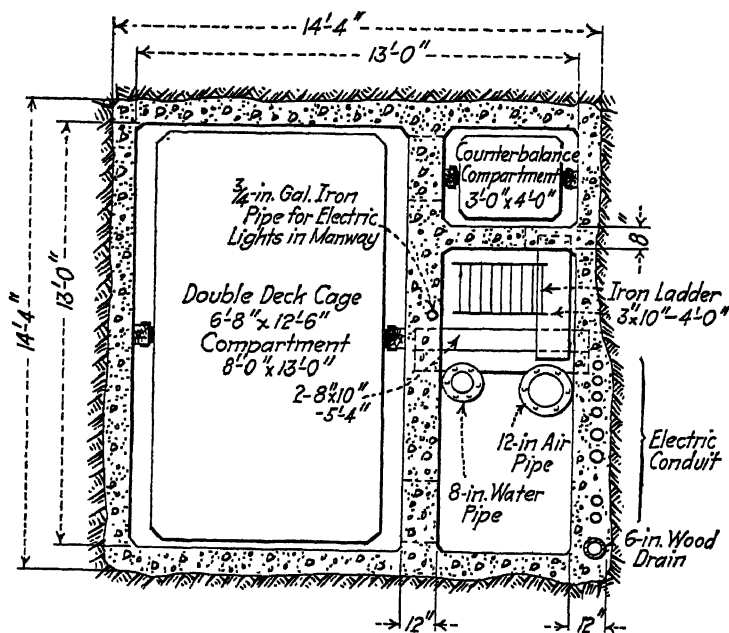 14'-4"
13'-0"
Counterbalance
Compartment
3'-0"x4'-0"
3/4-in. Gal. Iron
Pipe for Electric
Lights in Manway
8"
14'-4"
13'-0"
Double Deck Cage
6'-8"x12'-6"
Compartment
8'-0"x13'-0"
Iron Ladder
3"x10"-4'-0"
2-8"x10"
-5'-4"
12-in Air
Pipe
Electric
Conduit
8-in. Water
Pipe
6-in. Wood
Drain
12"
12"